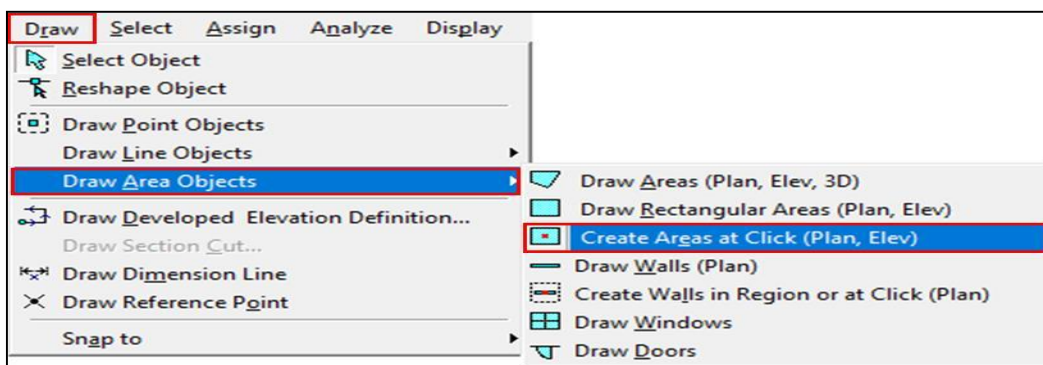 Draw Select Assign Analyze Display
Select Object
Reshape Object
Draw Point Objects
Draw Line Objects
Draw Area Objects
Draw Developed Elevation Definition...
Draw Section Cut...
Draw Dimension Line
Draw Reference Point
Snap to
Draw Areas (Plan, Elev, 3D)
Draw Rectangular Areas (Plan, Elev)
Create Areas at Click (Plan, Elev)
Draw Walls (Plan)
Create Walls in Region or at Click (Plan)
Draw Windows
Draw Doors